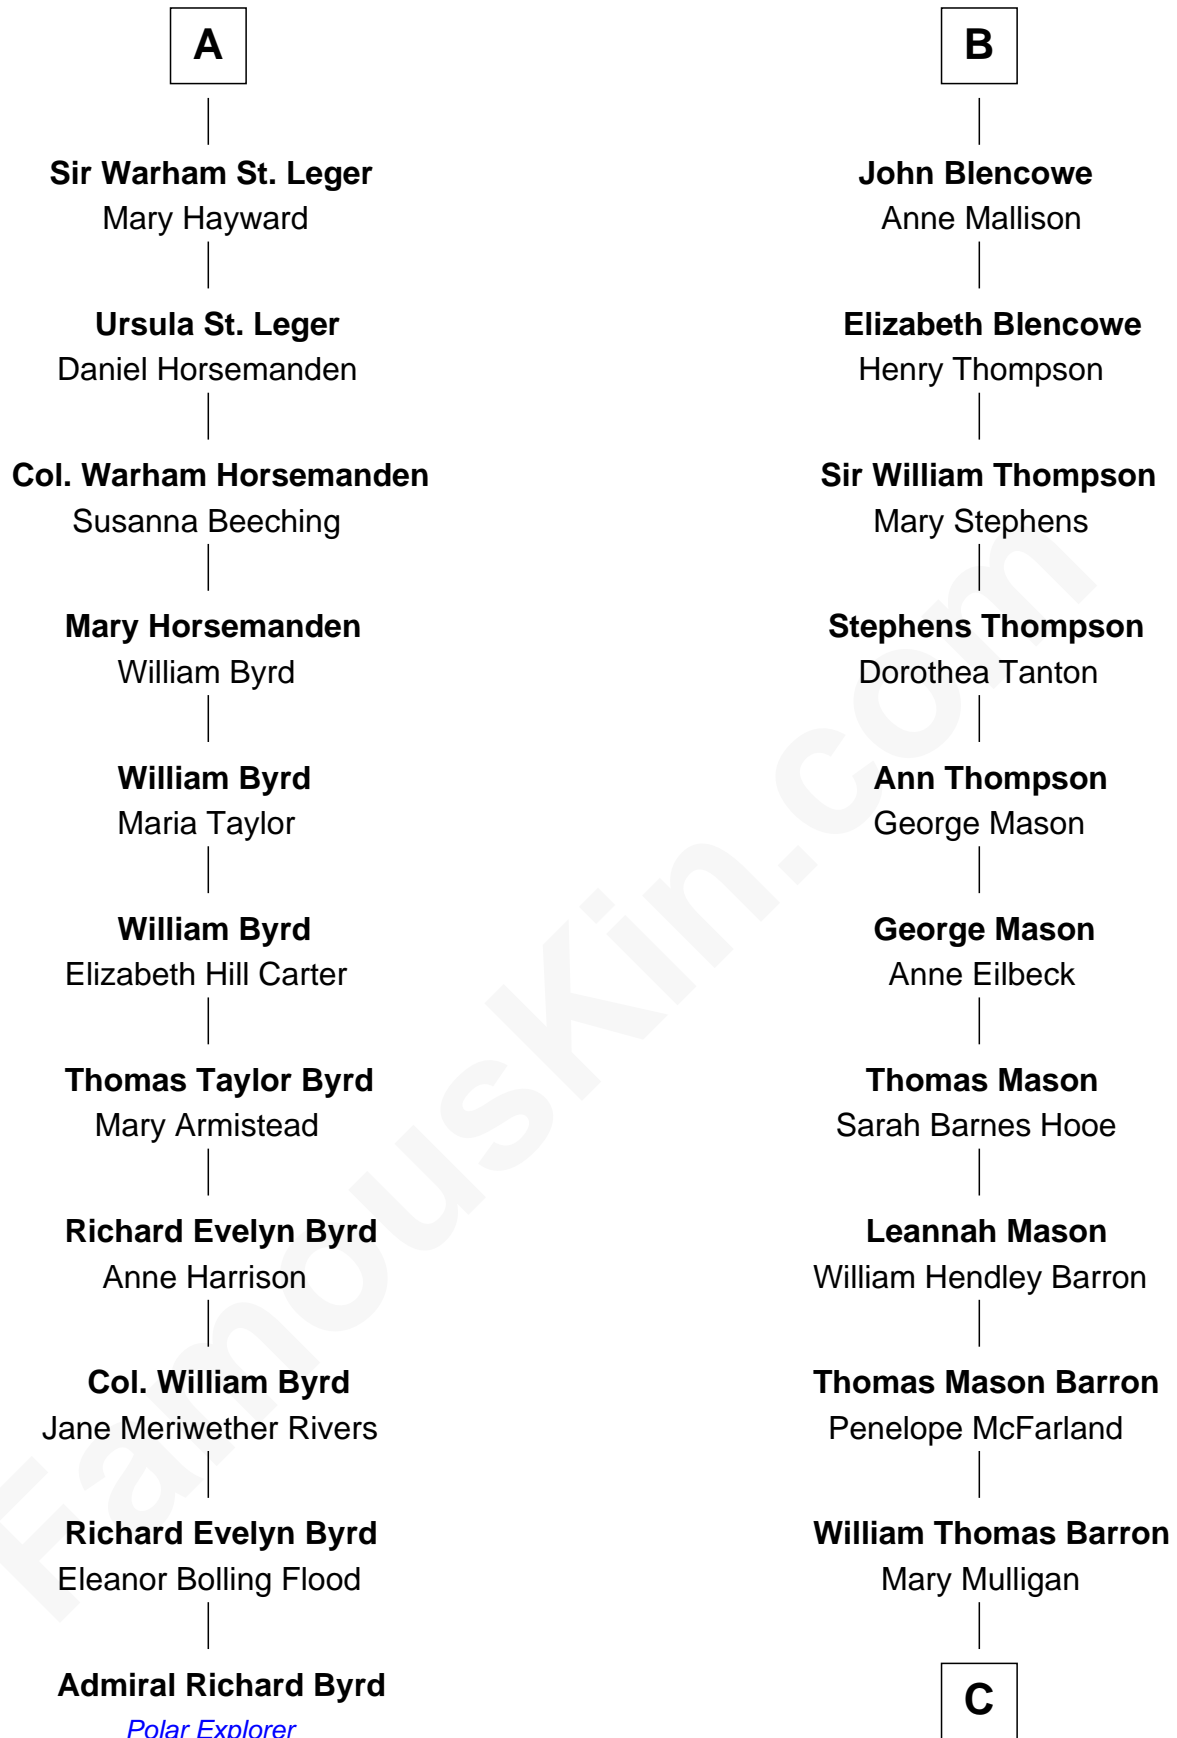 A
Sir Warham St. Leger
Mary Hayward
Ursula St. Leger
Daniel Horsemanden
Col. Warham Horsemanden
Susanna Beeching
Mary Horsemanden
William Byrd
William Byrd
Maria Taylor
William Byrd
Elizabeth Hill Carter
Thomas Taylor Byrd
Mary Armistead
Richard Evelyn Byrd
Anne Harrison
Col. William Byrd
Jane Meriwether Rivers
Richard Evelyn Byrd
Eleanor Bolling Flood
Admiral Richard Byrd
Polar Explorer
B
John Blencowe
Anne Mallison
Elizabeth Blencowe
Henry Thompson
Sir William Thompson
Mary Stephens
Stephens Thompson
Dorothea Tanton
Ann Thompson
George Mason
George Mason
Anne Eilbeck
Thomas Mason
Sarah Barnes Hooe
Leannah Mason
William Hendley Barron
Thomas Mason Barron
Penelope McFarland
William Thomas Barron
Mary Mulligan
C
FamousKin.com